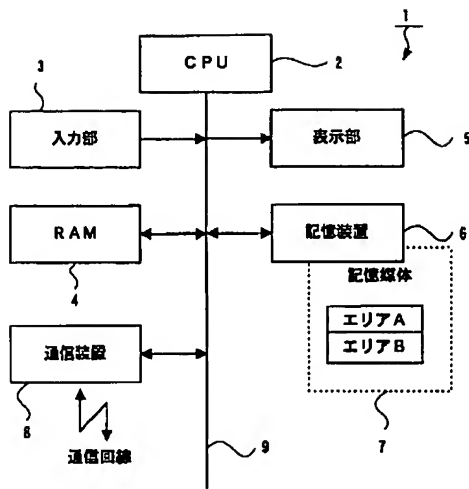 1
CPU
2
3
入力部
表示部
5
RAM
4
記憶装置
6
記憶媒体
エリアA
エリアB
7
通信装置
8
通信回線
9